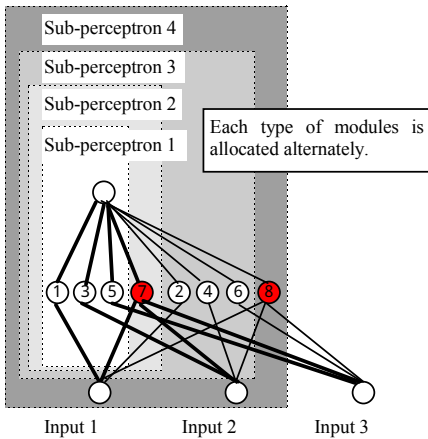 Sub-perceptron 4
Sub-perceptron 3
Sub-perceptron 2
Sub-perceptron 1
Each type of modules is
allocated alternately.
1 3 5 7 2 4 6 8
Input 1 Input 2 Input 3